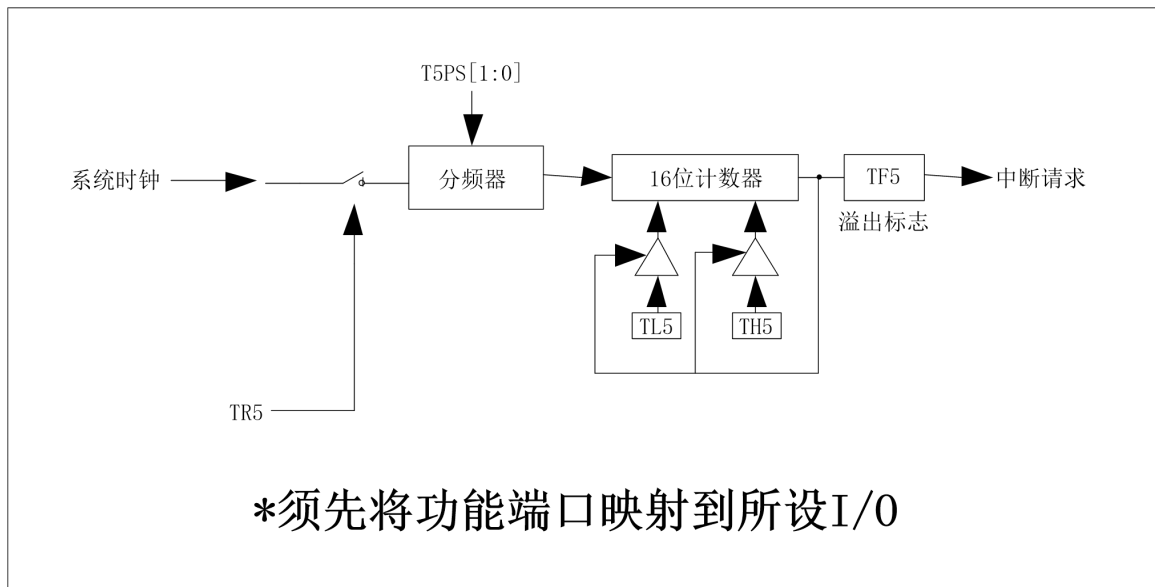 T5PS[1:0]
系统时钟
分频器
16位计数器
TF5
中断请求
溢出标志
TL5
TH5
TR5
*须先将功能端口映射到所设I/O